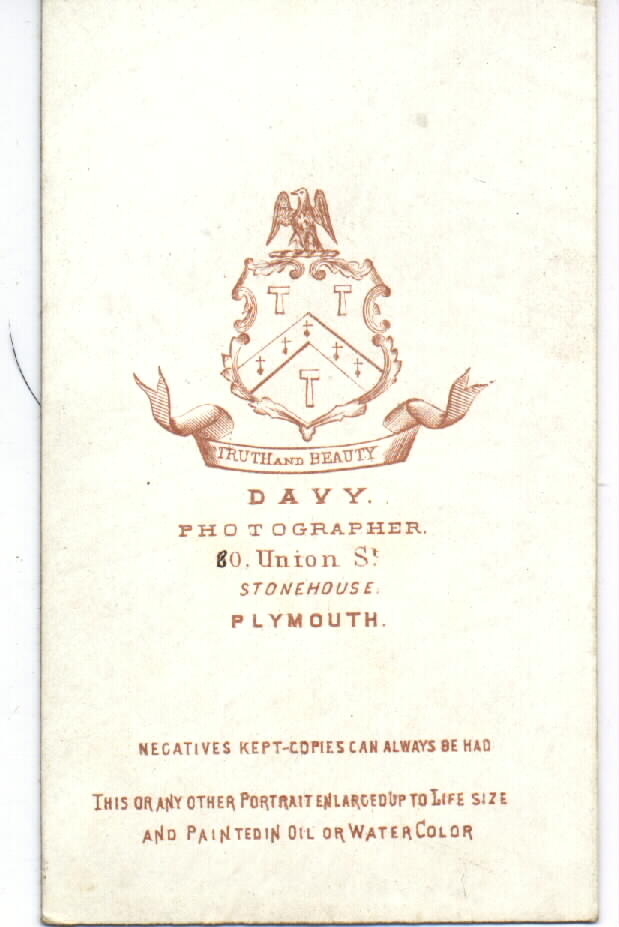 TRUTH AND BEAUTY
DAVY.
PHOTOGRAPHER.
80, Union St
STONEHOUSE.
PLYMOUTH.
NEGATIVES KEPT-COPIES CAN ALWAYS BE HAD
THIS OR ANY OTHER PORTRAIT ENLARGED UP TO LIFE SIZE
AND PAINTED IN OIL OR WATER COLOR